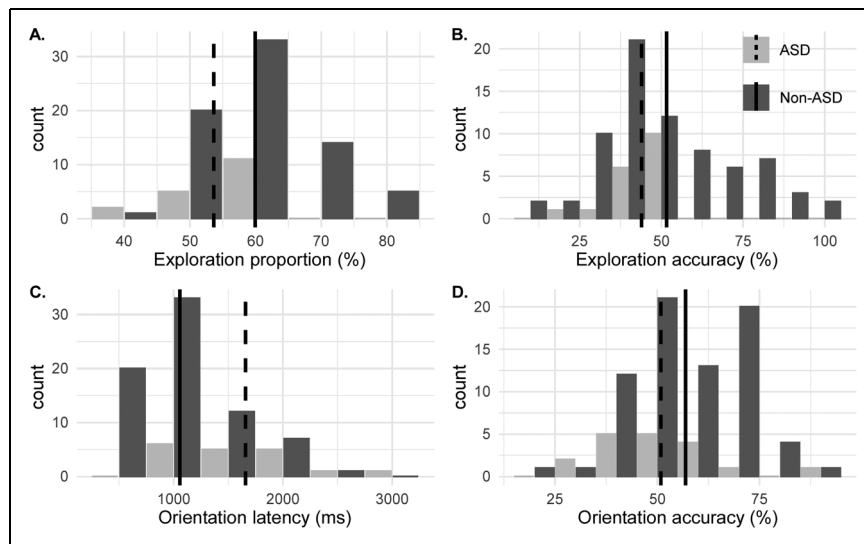 A.
count
30
20
10
0
40 50 60 70 80
Exploration proportion (%)
B.
count
20
15
10
5
0
25 50 75 100
Exploration accuracy (%)
ASD
Non-ASD
C.
count
30
20
10
0
1000 2000 3000
Orientation latency (ms)
D.
count
20
15
10
5
0
25 50 75
Orientation accuracy (%)